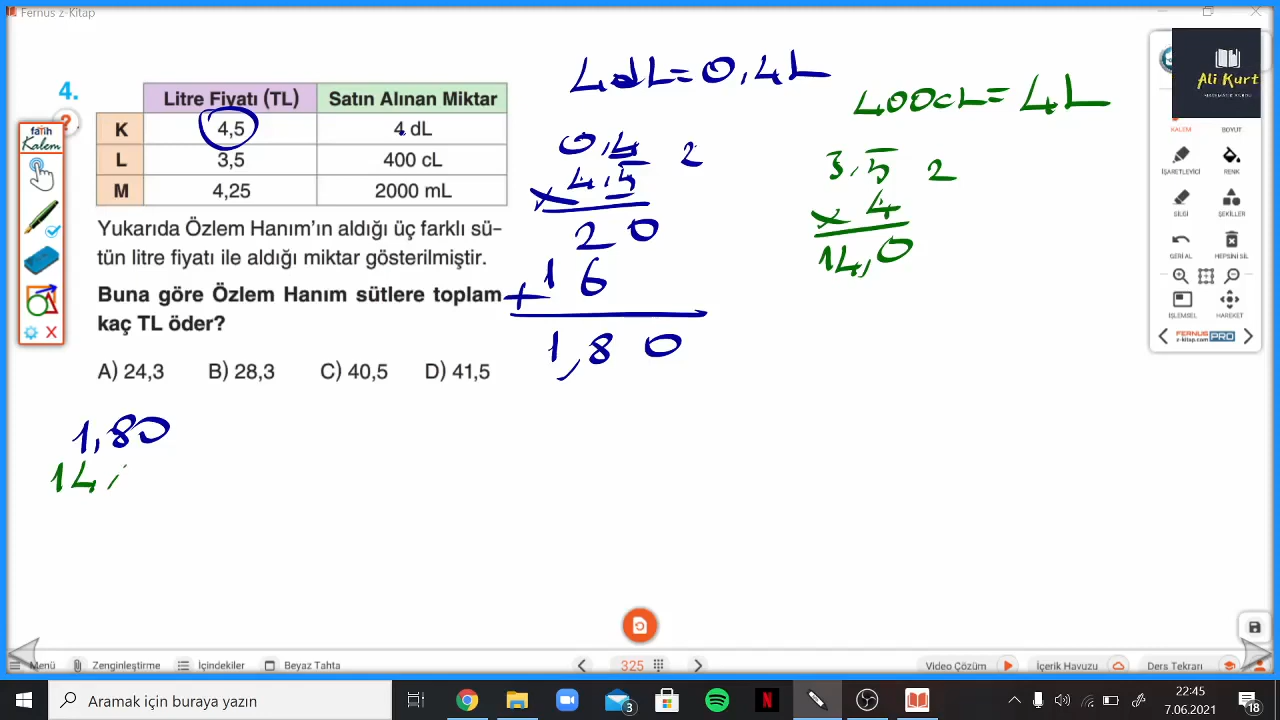 Fernus z-Kitap
4.
Litre Fiyatı (TL) Satın Alınan Miktar
K 4,5 4 dL
L 3,5 400 cL
M 4,25 2000 mL
Yukarıda Özlem Hanım'ın aldığı üç farklı sü-
tün litre fiyatı ile aldığı miktar gösterilmiştir.
Buna göre Özlem Hanım sütlere toplam
kaç TL öder?
A) 24,3 B) 28,3 C) 40,5 D) 41,5
1,80
14,
4dL=0,4L
0,4 2
x 4,5
20
+ 16
1,80
400cL=4L
3,5 2
x 4
14,0
fatih
Kalem
?
Ali Kurt
KALEM BOYUT
İŞARETLEYİCİ RENK
SİLGİ ŞEKİLLER
GERİ AL HEPSİNİ SİL
İŞLEMSEL HAREKET
FERNUS
z-kitap.com PRO
Menü Zenginleştirme İçindekiler Beyaz Tahta 325 Video Çözüm İçerik Havuzu Ders Tekrarı
Aramak için buraya yazın
3
22:45
7.06.2021
18